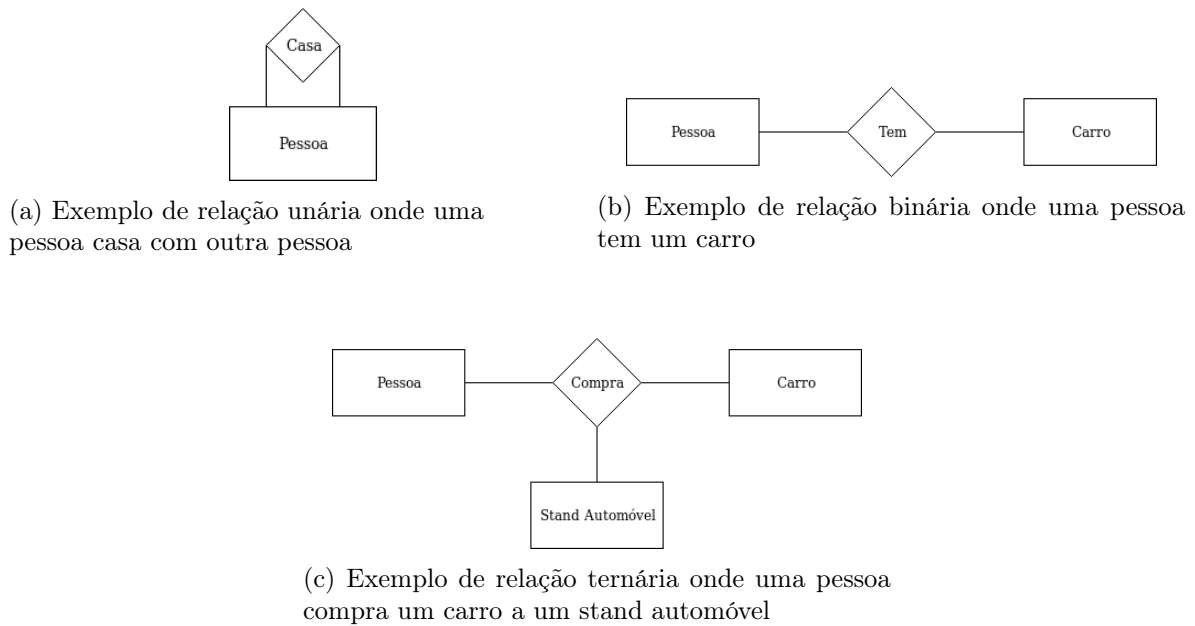 Casa
Pessoa
(a) Exemplo de relação unária onde uma
pessoa casa com outra pessoa
Pessoa
Tem
Carro
(b) Exemplo de relação binária onde uma pessoa
tem um carro
Pessoa
Compra
Carro
Stand Automóvel
(c) Exemplo de relação ternária onde uma pessoa
compra um carro a um stand automóvel